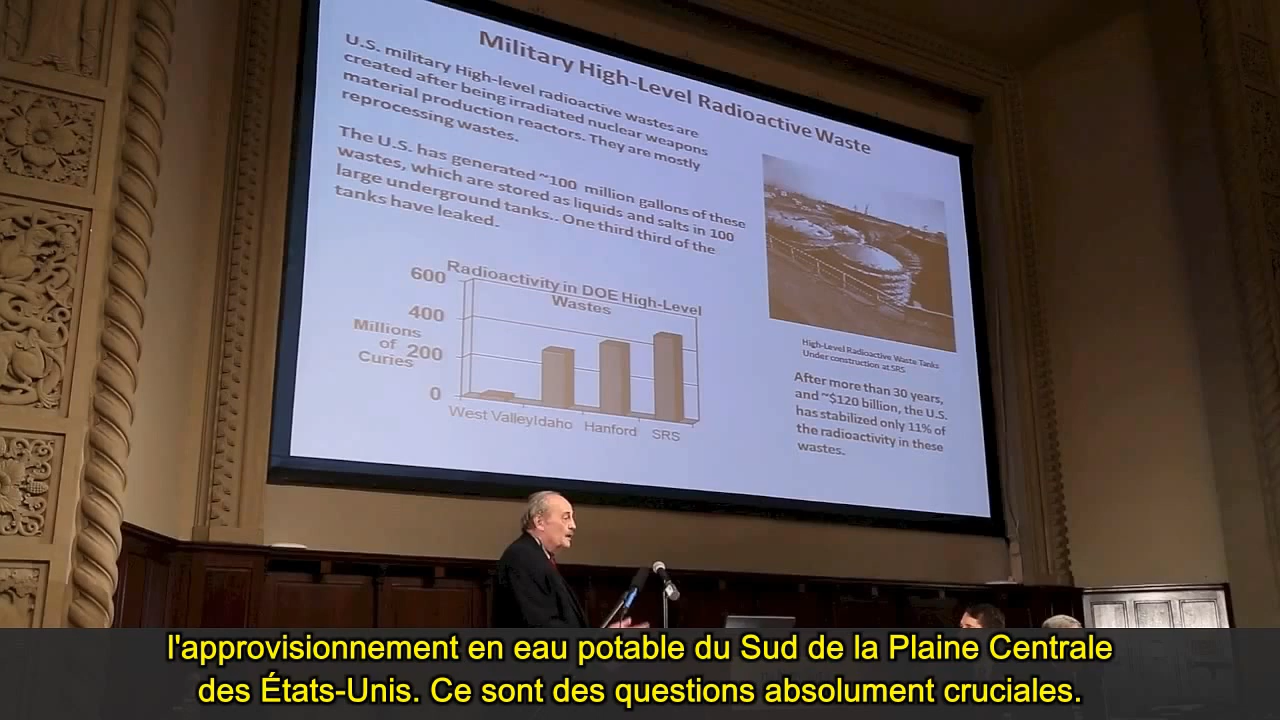 Military High-Level Radioactive Waste
U.S. military High-level radioactive wastes are
created after being irradiated nuclear weapons
material production reactors. They are mostly
reprocessing wastes.
The U.S. has generated ~100 million gallons of these
wastes, which are stored as liquids and salts in 100
large underground tanks.. One third third of the
tanks have leaked.
Radioactivity in DOE High-Level
Wastes
600
400
200
0
Millions
of
Curies
West Valley Idaho Hanford SRS
High-Level Radioactive Waste Tanks
Under construction at SRS
After more than 30 years,
and ~$120 billion, the U.S.
has stabilized only 11% of
the radioactivity in these
wastes.
l'approvisionnement en eau potable du Sud de la Plaine Centrale
des États-Unis. Ce sont des questions absolument cruciales.